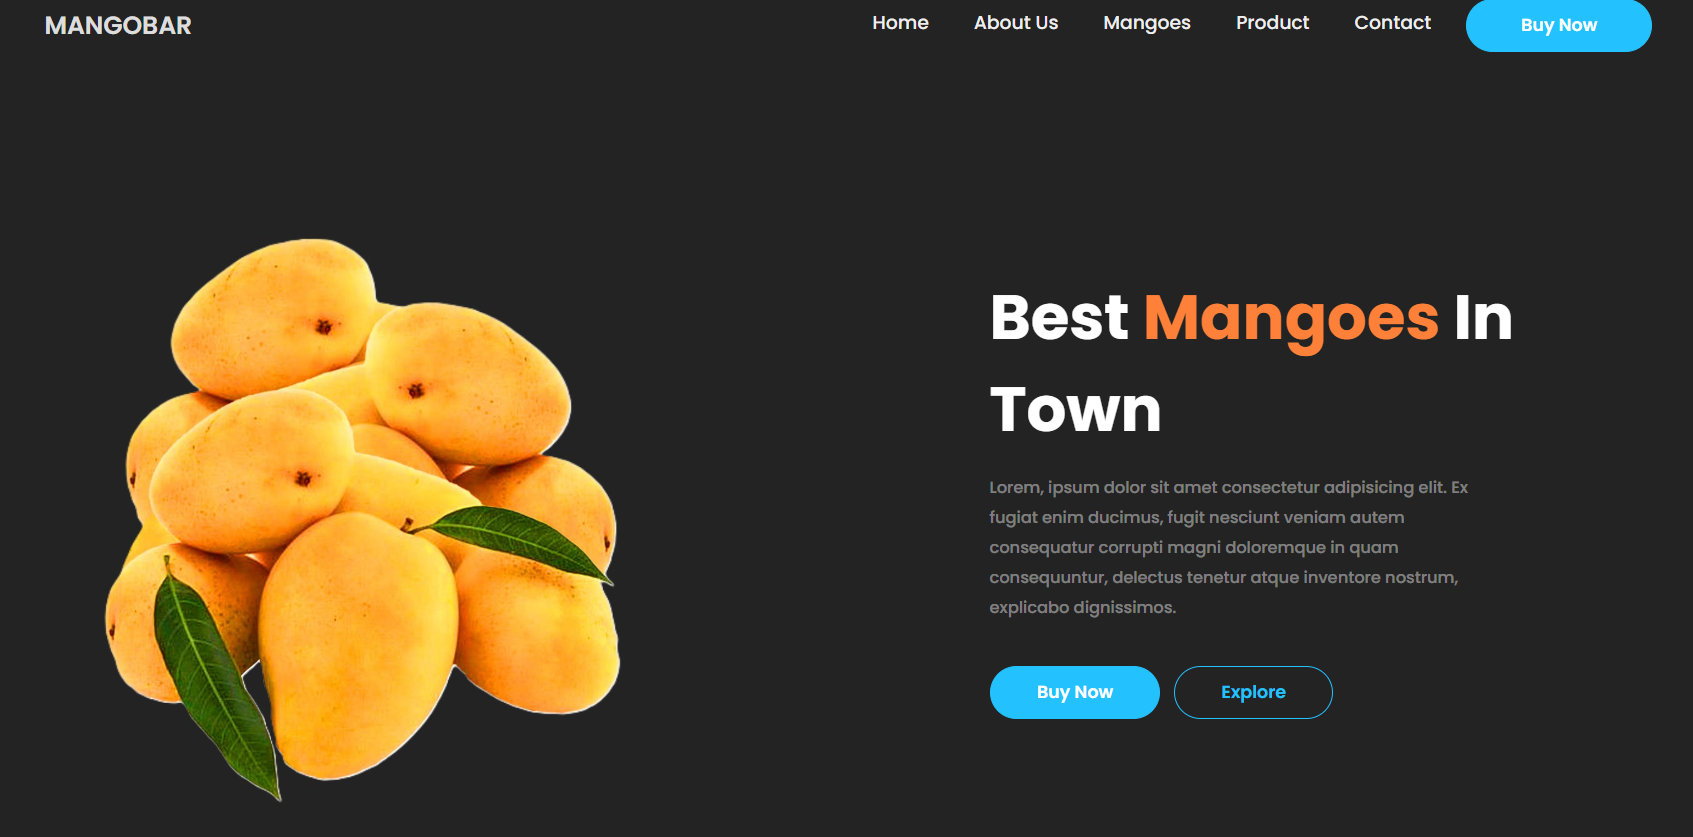 MANGOBAR
Home About Us Mangoes Product Contact Buy Now
Best Mangoes In
Town
Lorem, ipsum dolor sit amet consectetur adipisicing elit. Ex
fugiat enim ducimus, fugit nesciunt veniam autem
consequatur corrupti magni doloremque in quam
consequuntur, delectus tenetur atque inventore nostrum,
explicabo dignissimos.
Buy Now Explore